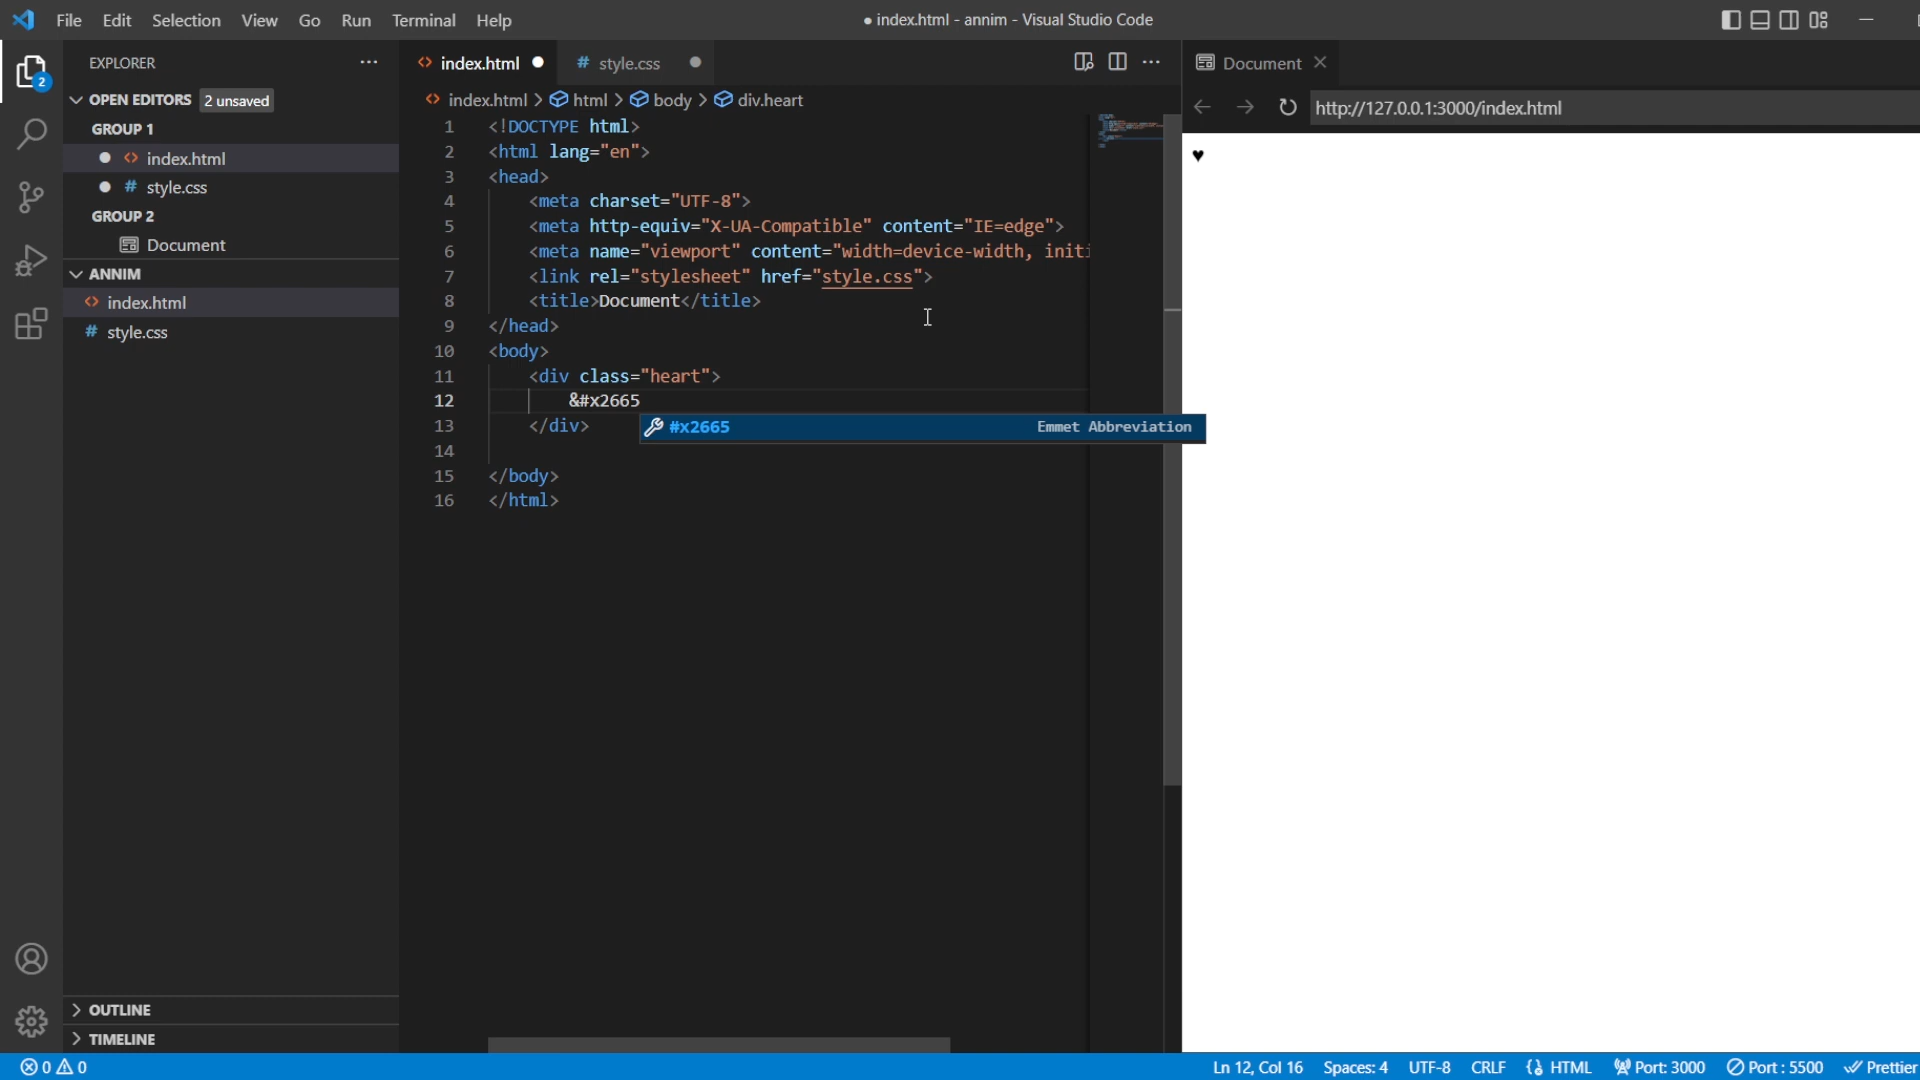 File Edit Selection View Go Run Terminal Help
● index.html - annim - Visual Studio Code
EXPLORER
OPEN EDITORS 2 unsaved
GROUP 1
index.html
# style.css
GROUP 2
Document
ANNIM
index.html
# style.css
OUTLINE
TIMELINE
2
index.html
# style.css
index.html > html > body > div.heart
1 <!DOCTYPE html>
2 <html lang="en">
3 <head>
4 <meta charset="UTF-8">
5 <meta http-equiv="X-UA-Compatible" content="IE=edge">
6 <meta name="viewport" content="width=device-width, initi
7 <link rel="stylesheet" href="style.css">
8 <title>Document</title>
9 </head>
10 <body>
11 <div class="heart">
12 &#x2665
13 </div>
#x2665 Emmet Abbreviation
14
15 </body>
16 </html>
Document
http://127.0.0.1:3000/index.html
♥
0 0
Ln 12, Col 16 Spaces: 4 UTF-8 CRLF HTML Port: 3000 Port : 5500 Prettier